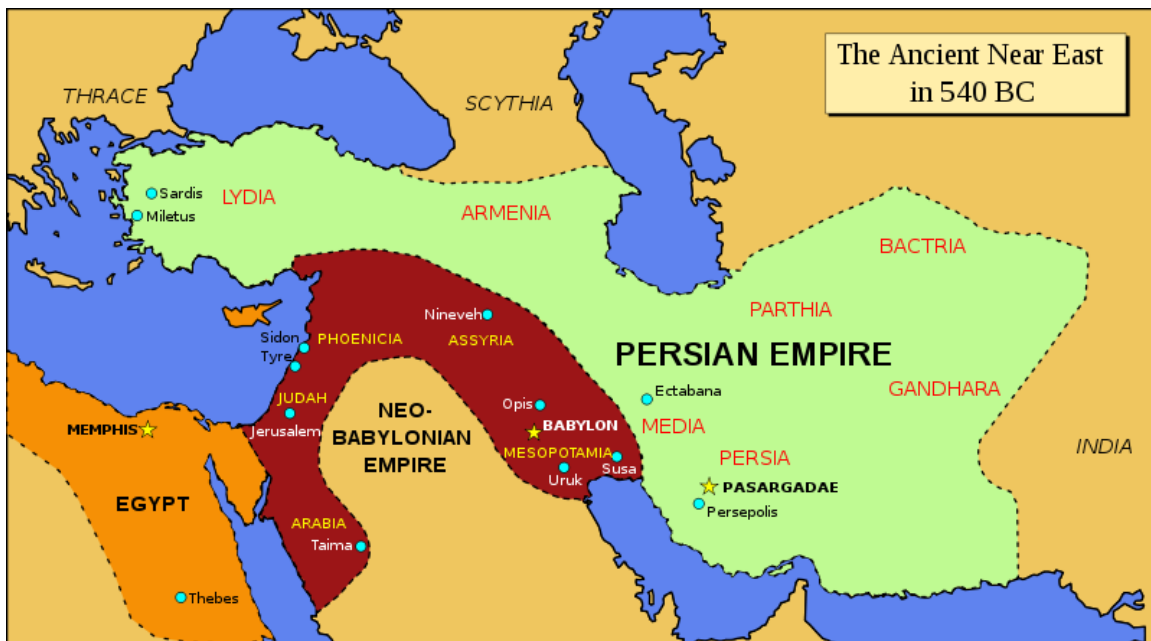 The Ancient Near East
in 540 BC
THRACE
SCYTHIA
Sardis
LYDIA
Miletus
ARMENIA
BACTRIA
PARTHIA
Nineveh
ASSYRIA
PHOENICIA
Sidon
Tyre
PERSIAN EMPIRE
GANDHARA
Ectabana
JUDAH
Jerusalem
NEO-
BABYLONIAN
EMPIRE
Opis
BABYLON
MESOPOTAMIA
Uruk
Susa
MEDIA
PERSIA
PASARGADAE
Persepolis
INDIA
MEMPHIS
EGYPT
ARABIA
Taima
Thebes